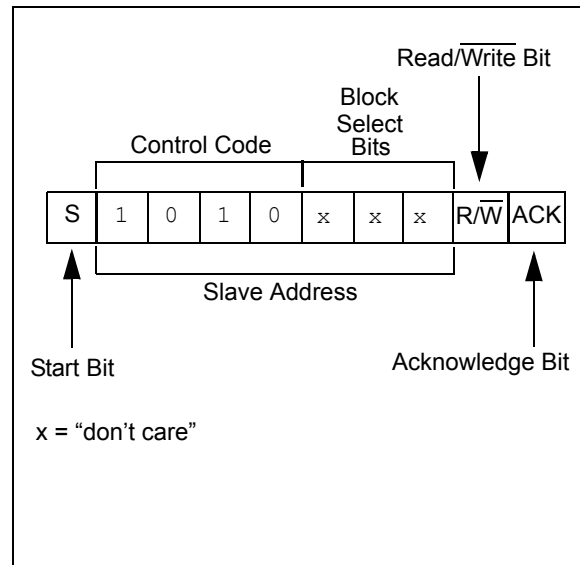 Read/W̅r̅i̅t̅e̅ Bit
Block
Select
Bits
Control Code
S 1 0 1 0 x x x R/W̅ ACK
Slave Address
Start Bit
Acknowledge Bit
x = “don’t care”